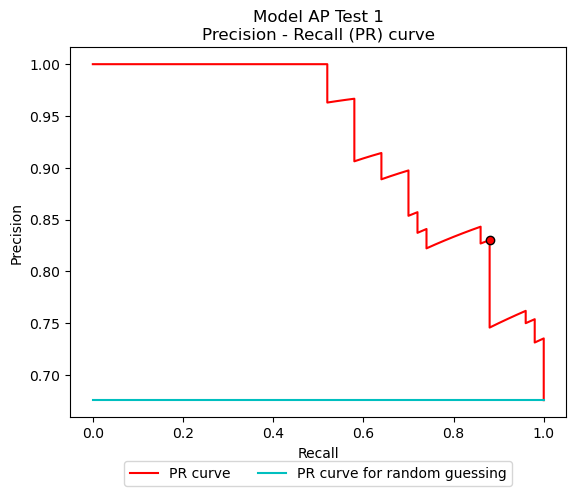 Model AP Test 1
Precision - Recall (PR) curve
1.00
0.95
0.90
0.85
0.80
0.75
0.70
Precision
0.0 0.2 0.4 0.6 0.8 1.0
Recall
PR curve PR curve for random guessing